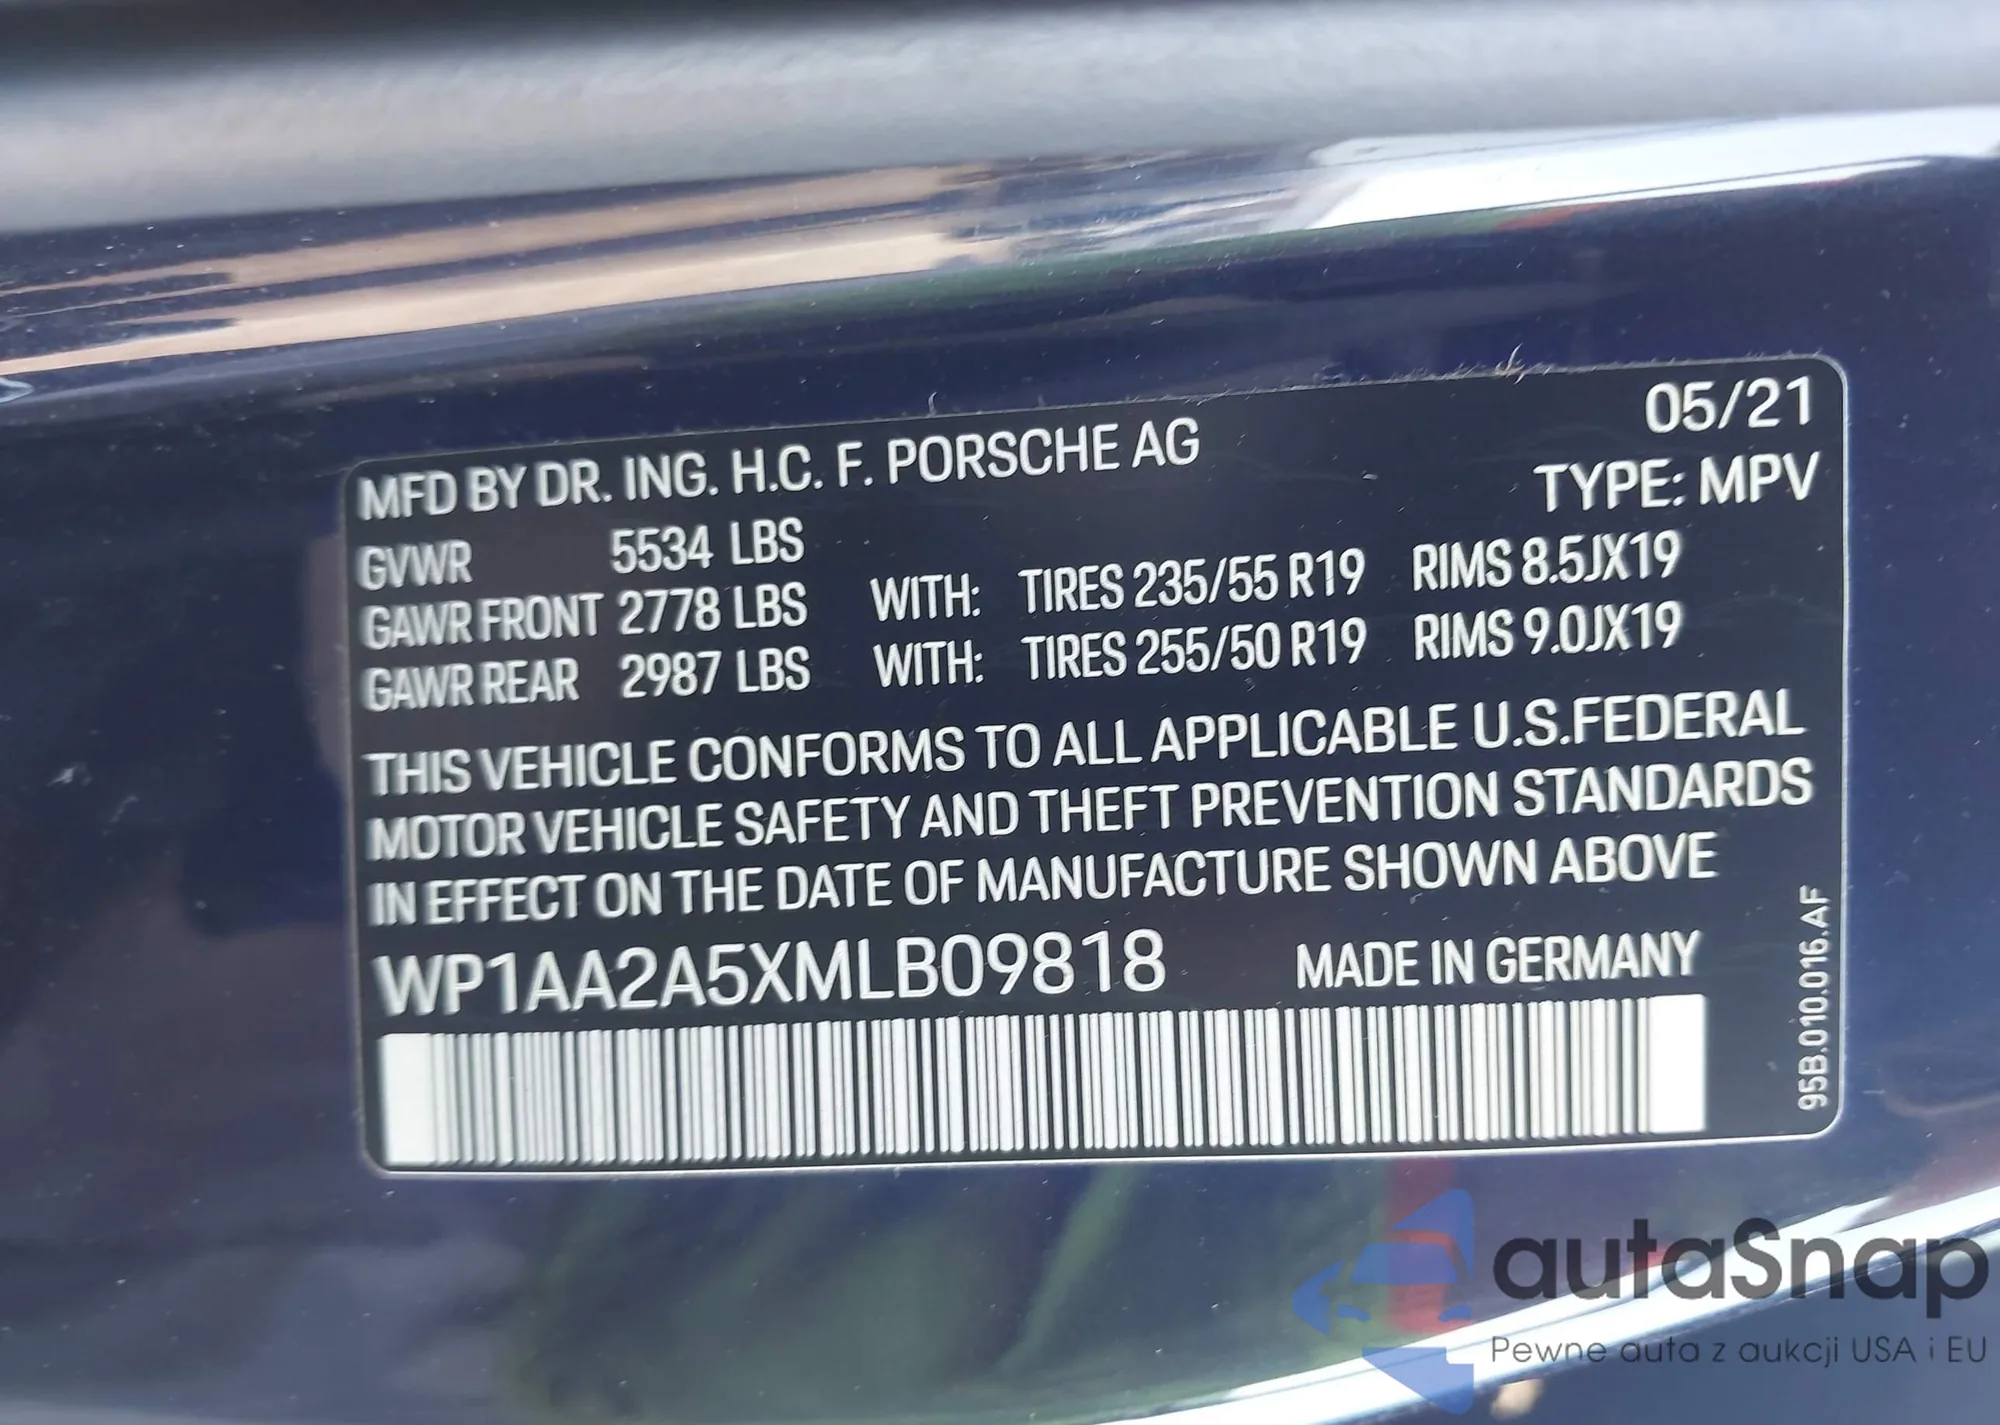 05/21
MFD BY DR. ING. H.C. F. PORSCHE AG
TYPE: MPV
GVWR 5534 LBS
GAWR FRONT 2778 LBS WITH: TIRES 235/55 R19 RIMS 8.5JX19
GAWR REAR 2987 LBS WITH: TIRES 255/50 R19 RIMS 9.0JX19
THIS VEHICLE CONFORMS TO ALL APPLICABLE U.S.FEDERAL
MOTOR VEHICLE SAFETY AND THEFT PREVENTION STANDARDS
IN EFFECT ON THE DATE OF MANUFACTURE SHOWN ABOVE
WP1AA2A5XMLB09818 MADE IN GERMANY
95B.010.016.AF
autaSnap
Pewne auta z aukcji USA i EU